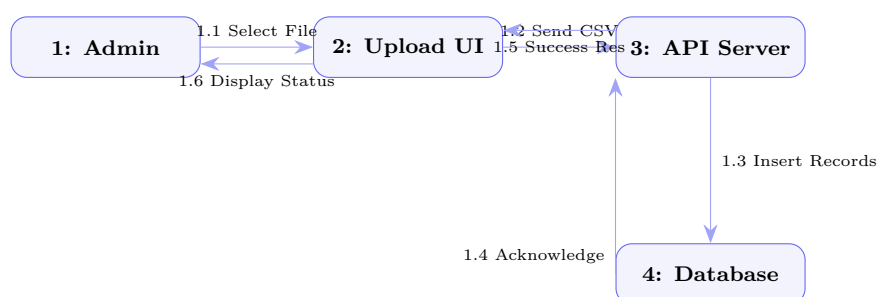 1: Admin
1.1 Select File
2: Upload UI
1.2 Send CSV
1.5 Success Res
3: API Server
1.6 Display Status
1.3 Insert Records
1.4 Acknowledge
4: Database